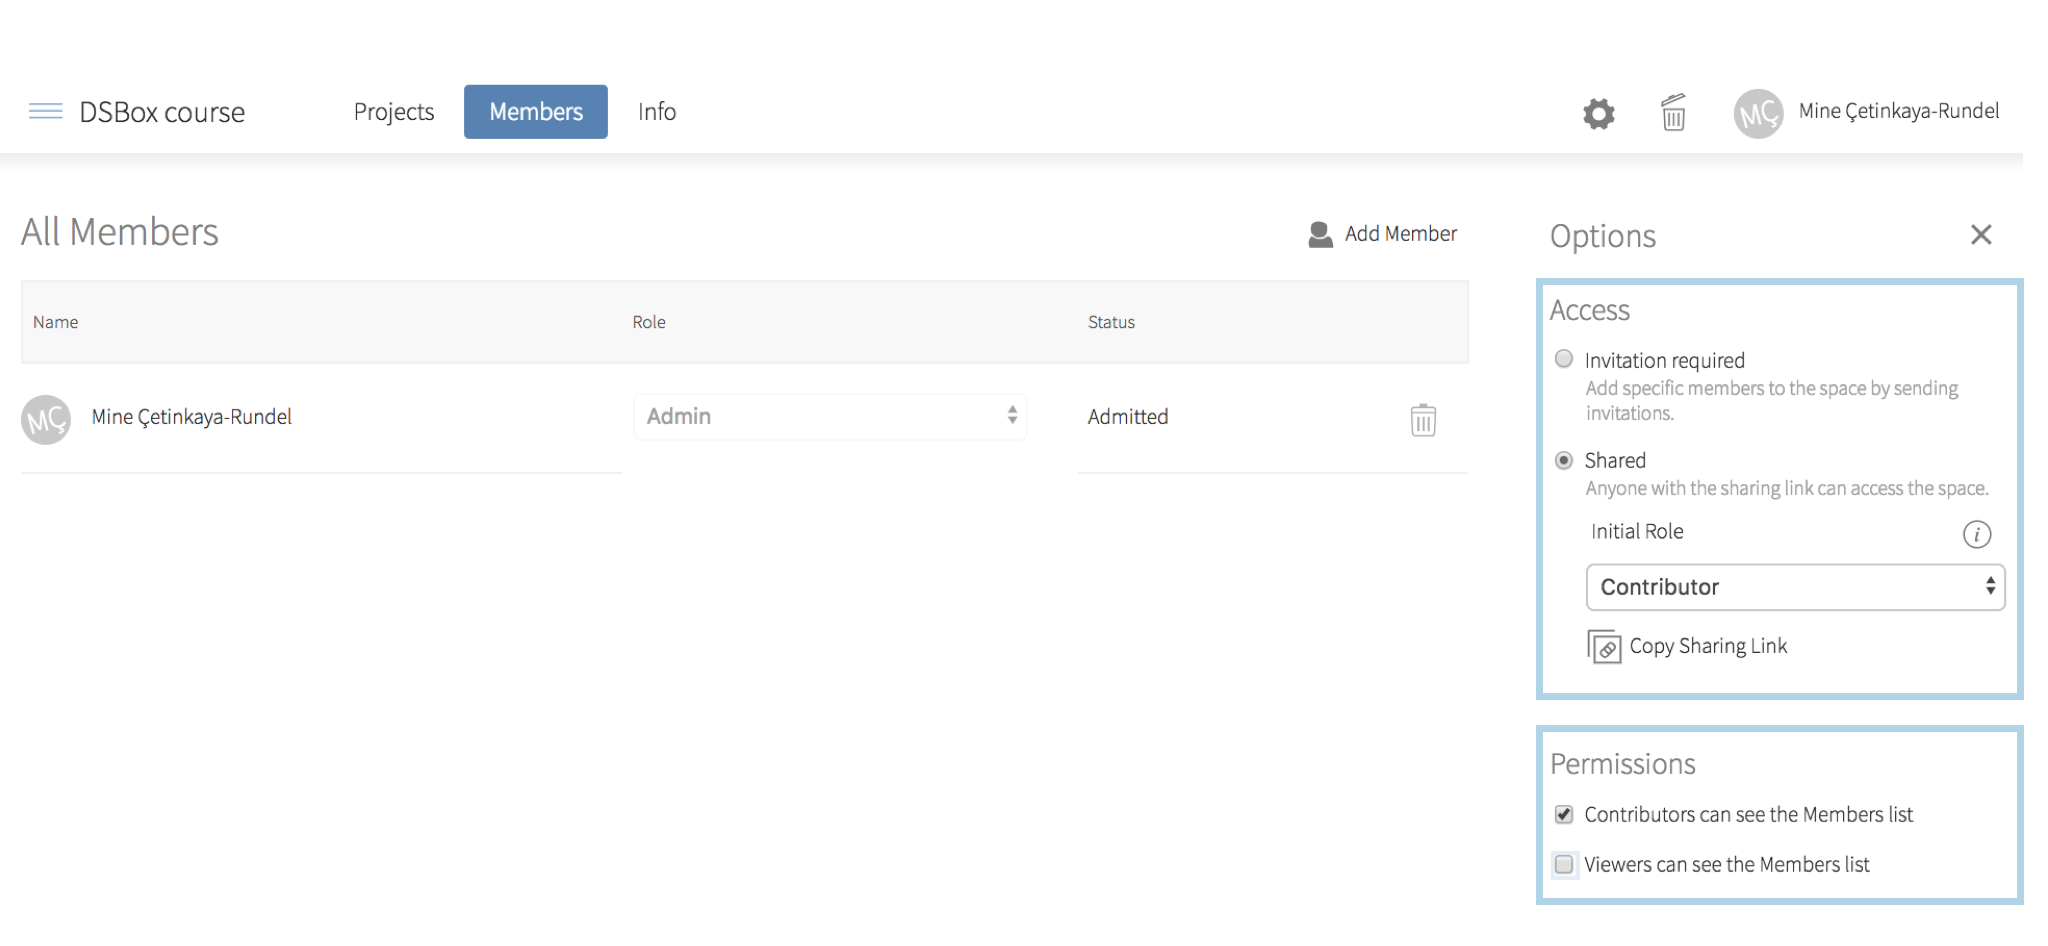 DSBox course
Projects
Members
Info
MÇ
Mine Çetinkaya-Rundel
All Members
Add Member
Name
Role
Status
MÇ
Mine Çetinkaya-Rundel
Admin
Admitted
Options
Access
Invitation required
Add specific members to the space by sending
invitations.
Shared
Anyone with the sharing link can access the space.
Initial Role
i
Contributor
Copy Sharing Link
Permissions
Contributors can see the Members list
Viewers can see the Members list